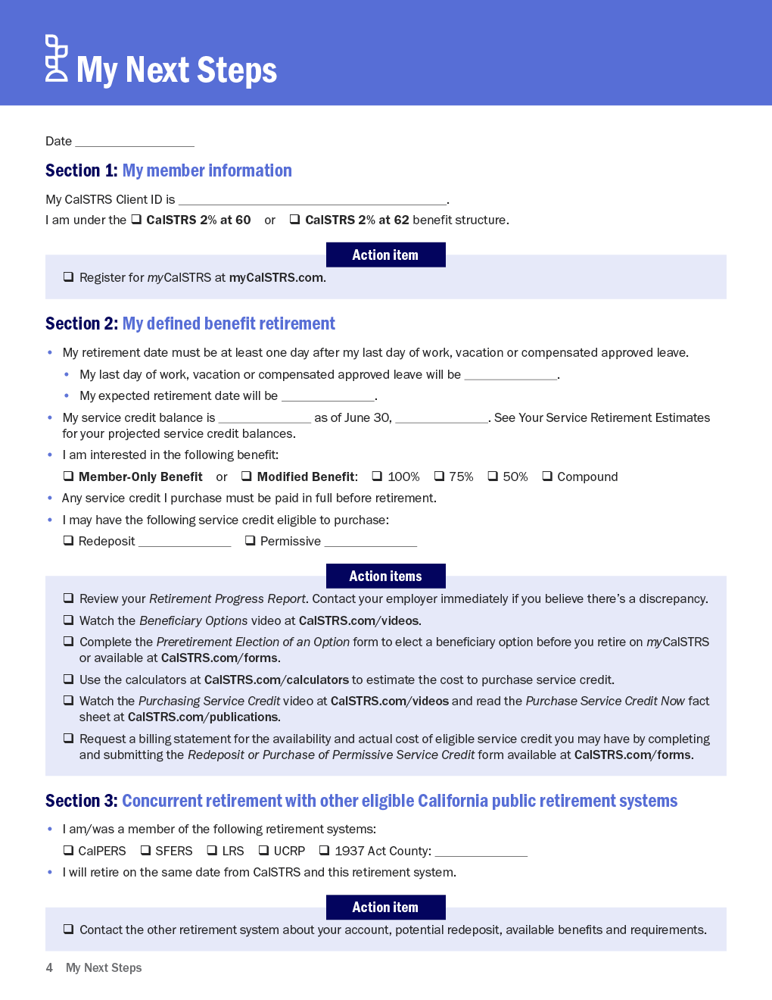 My Next Steps
Date ___________________
Section 1: My member information
My CalSTRS Client ID is ___________________________________________.
I am under the ❑ CalSTRS 2% at 60 or ❑ CalSTRS 2% at 62 benefit structure.
Action item
❑ Register for myCalSTRS at myCalSTRS.com.
Section 2: My defined benefit retirement
• My retirement date must be at least one day after my last day of work, vacation or compensated approved leave.
• My last day of work, vacation or compensated approved leave will be _______________.
• My expected retirement date will be _______________.
• My service credit balance is _______________ as of June 30, _______________. See Your Service Retirement Estimates
for your projected service credit balances.
• I am interested in the following benefit:
❑ Member-Only Benefit or ❑ Modified Benefit: ❑ 100% ❑ 75% ❑ 50% ❑ Compound
• Any service credit I purchase must be paid in full before retirement.
• I may have the following service credit eligible to purchase:
❑ Redeposit _______________ ❑ Permissive _______________
Action items
❑ Review your Retirement Progress Report. Contact your employer immediately if you believe there's a discrepancy.
❑ Watch the Beneficiary Options video at CalSTRS.com/videos.
❑ Complete the Preretirement Election of an Option form to elect a beneficiary option before you retire on myCalSTRS
or available at CalSTRS.com/forms.
❑ Use the calculators at CalSTRS.com/calculators to estimate the cost to purchase service credit.
❑ Watch the Purchasing Service Credit video at CalSTRS.com/videos and read the Purchase Service Credit Now fact
sheet at CalSTRS.com/publications.
❑ Request a billing statement for the availability and actual cost of eligible service credit you may have by completing
and submitting the Redeposit or Purchase of Permissive Service Credit form available at CalSTRS.com/forms.
Section 3: Concurrent retirement with other eligible California public retirement systems
• I am/was a member of the following retirement systems:
❑ CalPERS ❑ SFERS ❑ LRS ❑ UCRP ❑ 1937 Act County: _______________
• I will retire on the same date from CalSTRS and this retirement system.
Action item
❑ Contact the other retirement system about your account, potential redeposit, available benefits and requirements.
4 My Next Steps